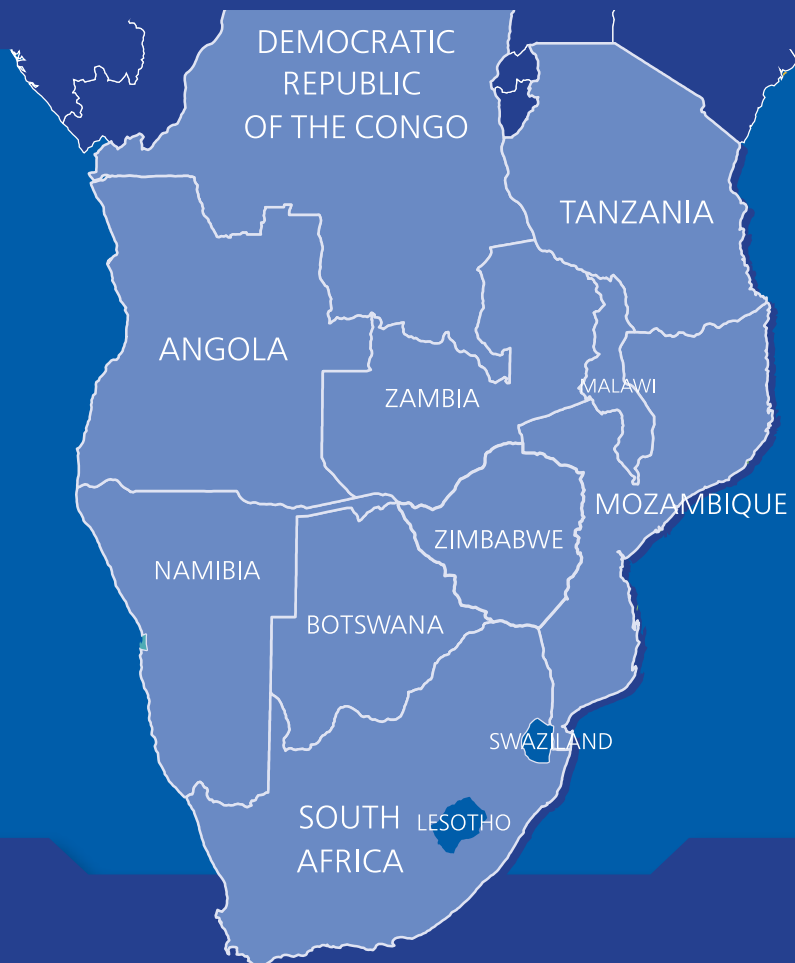 DEMOCRATIC
REPUBLIC
OF THE CONGO
TANZANIA
ANGOLA
ZAMBIA
MALAWI
MOZAMBIQUE
ZIMBABWE
NAMIBIA
BOTSWANA
SWAZILAND
SOUTH
AFRICA
LESOTHO